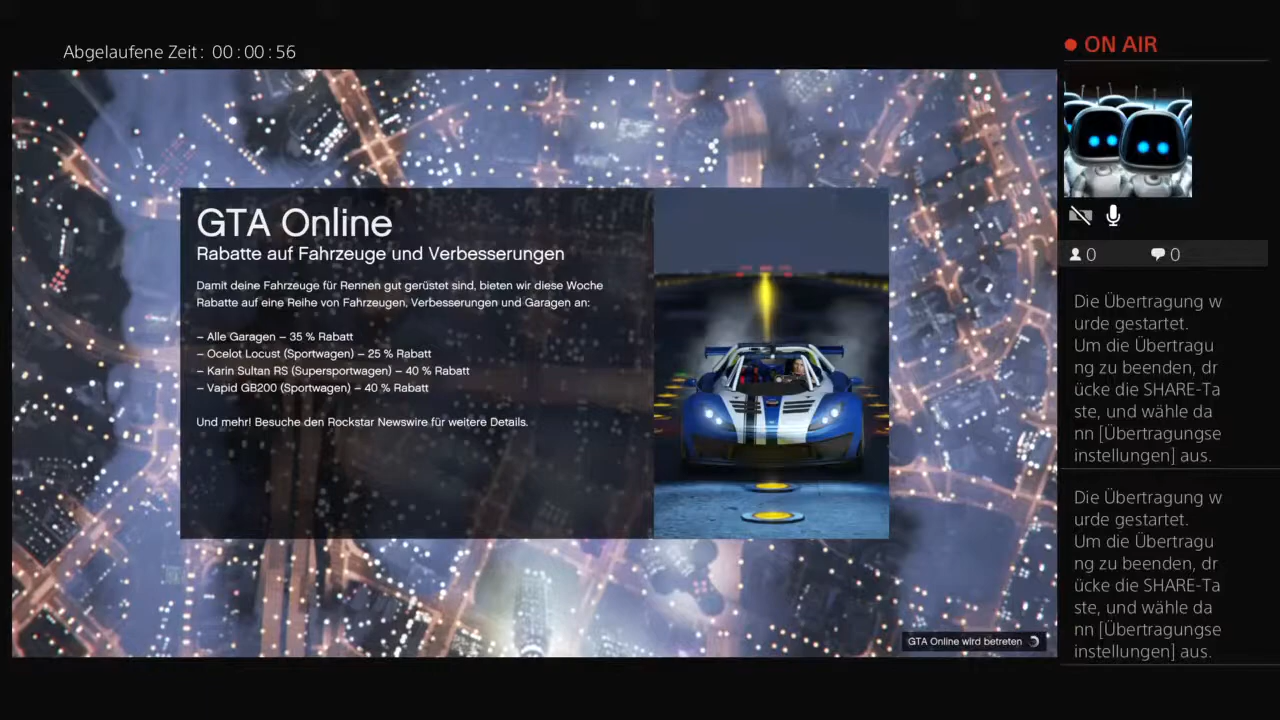 Abgelaufene Zeit: 00:00:56
ON AIR
GTA Online
Rabatte auf Fahrzeuge und Verbesserungen
Damit deine Fahrzeuge für Rennen gut gerüstet sind, bieten wir diese Woche
Rabatte auf eine Reihe von Fahrzeugen, Verbesserungen und Garagen an:
– Alle Garagen – 35 % Rabatt
– Ocelot Locust (Sportwagen) – 25 % Rabatt
– Karin Sultan RS (Supersportwagen) – 40 % Rabatt
– Vapid GB200 (Sportwagen) – 40 % Rabatt
Und mehr! Besuche den Rockstar Newswire für weitere Details.
GTA Online wird betreten
0 0
Die Übertragung w
urde gestartet.
Um die Übertragu
ng zu beenden, dr
ücke die SHARE-Ta
ste, und wähle da
nn [Übertragungse
instellungen] aus.
Die Übertragung w
urde gestartet.
Um die Übertragu
ng zu beenden, dr
ücke die SHARE-Ta
ste, und wähle da
nn [Übertragungse
instellungen] aus.